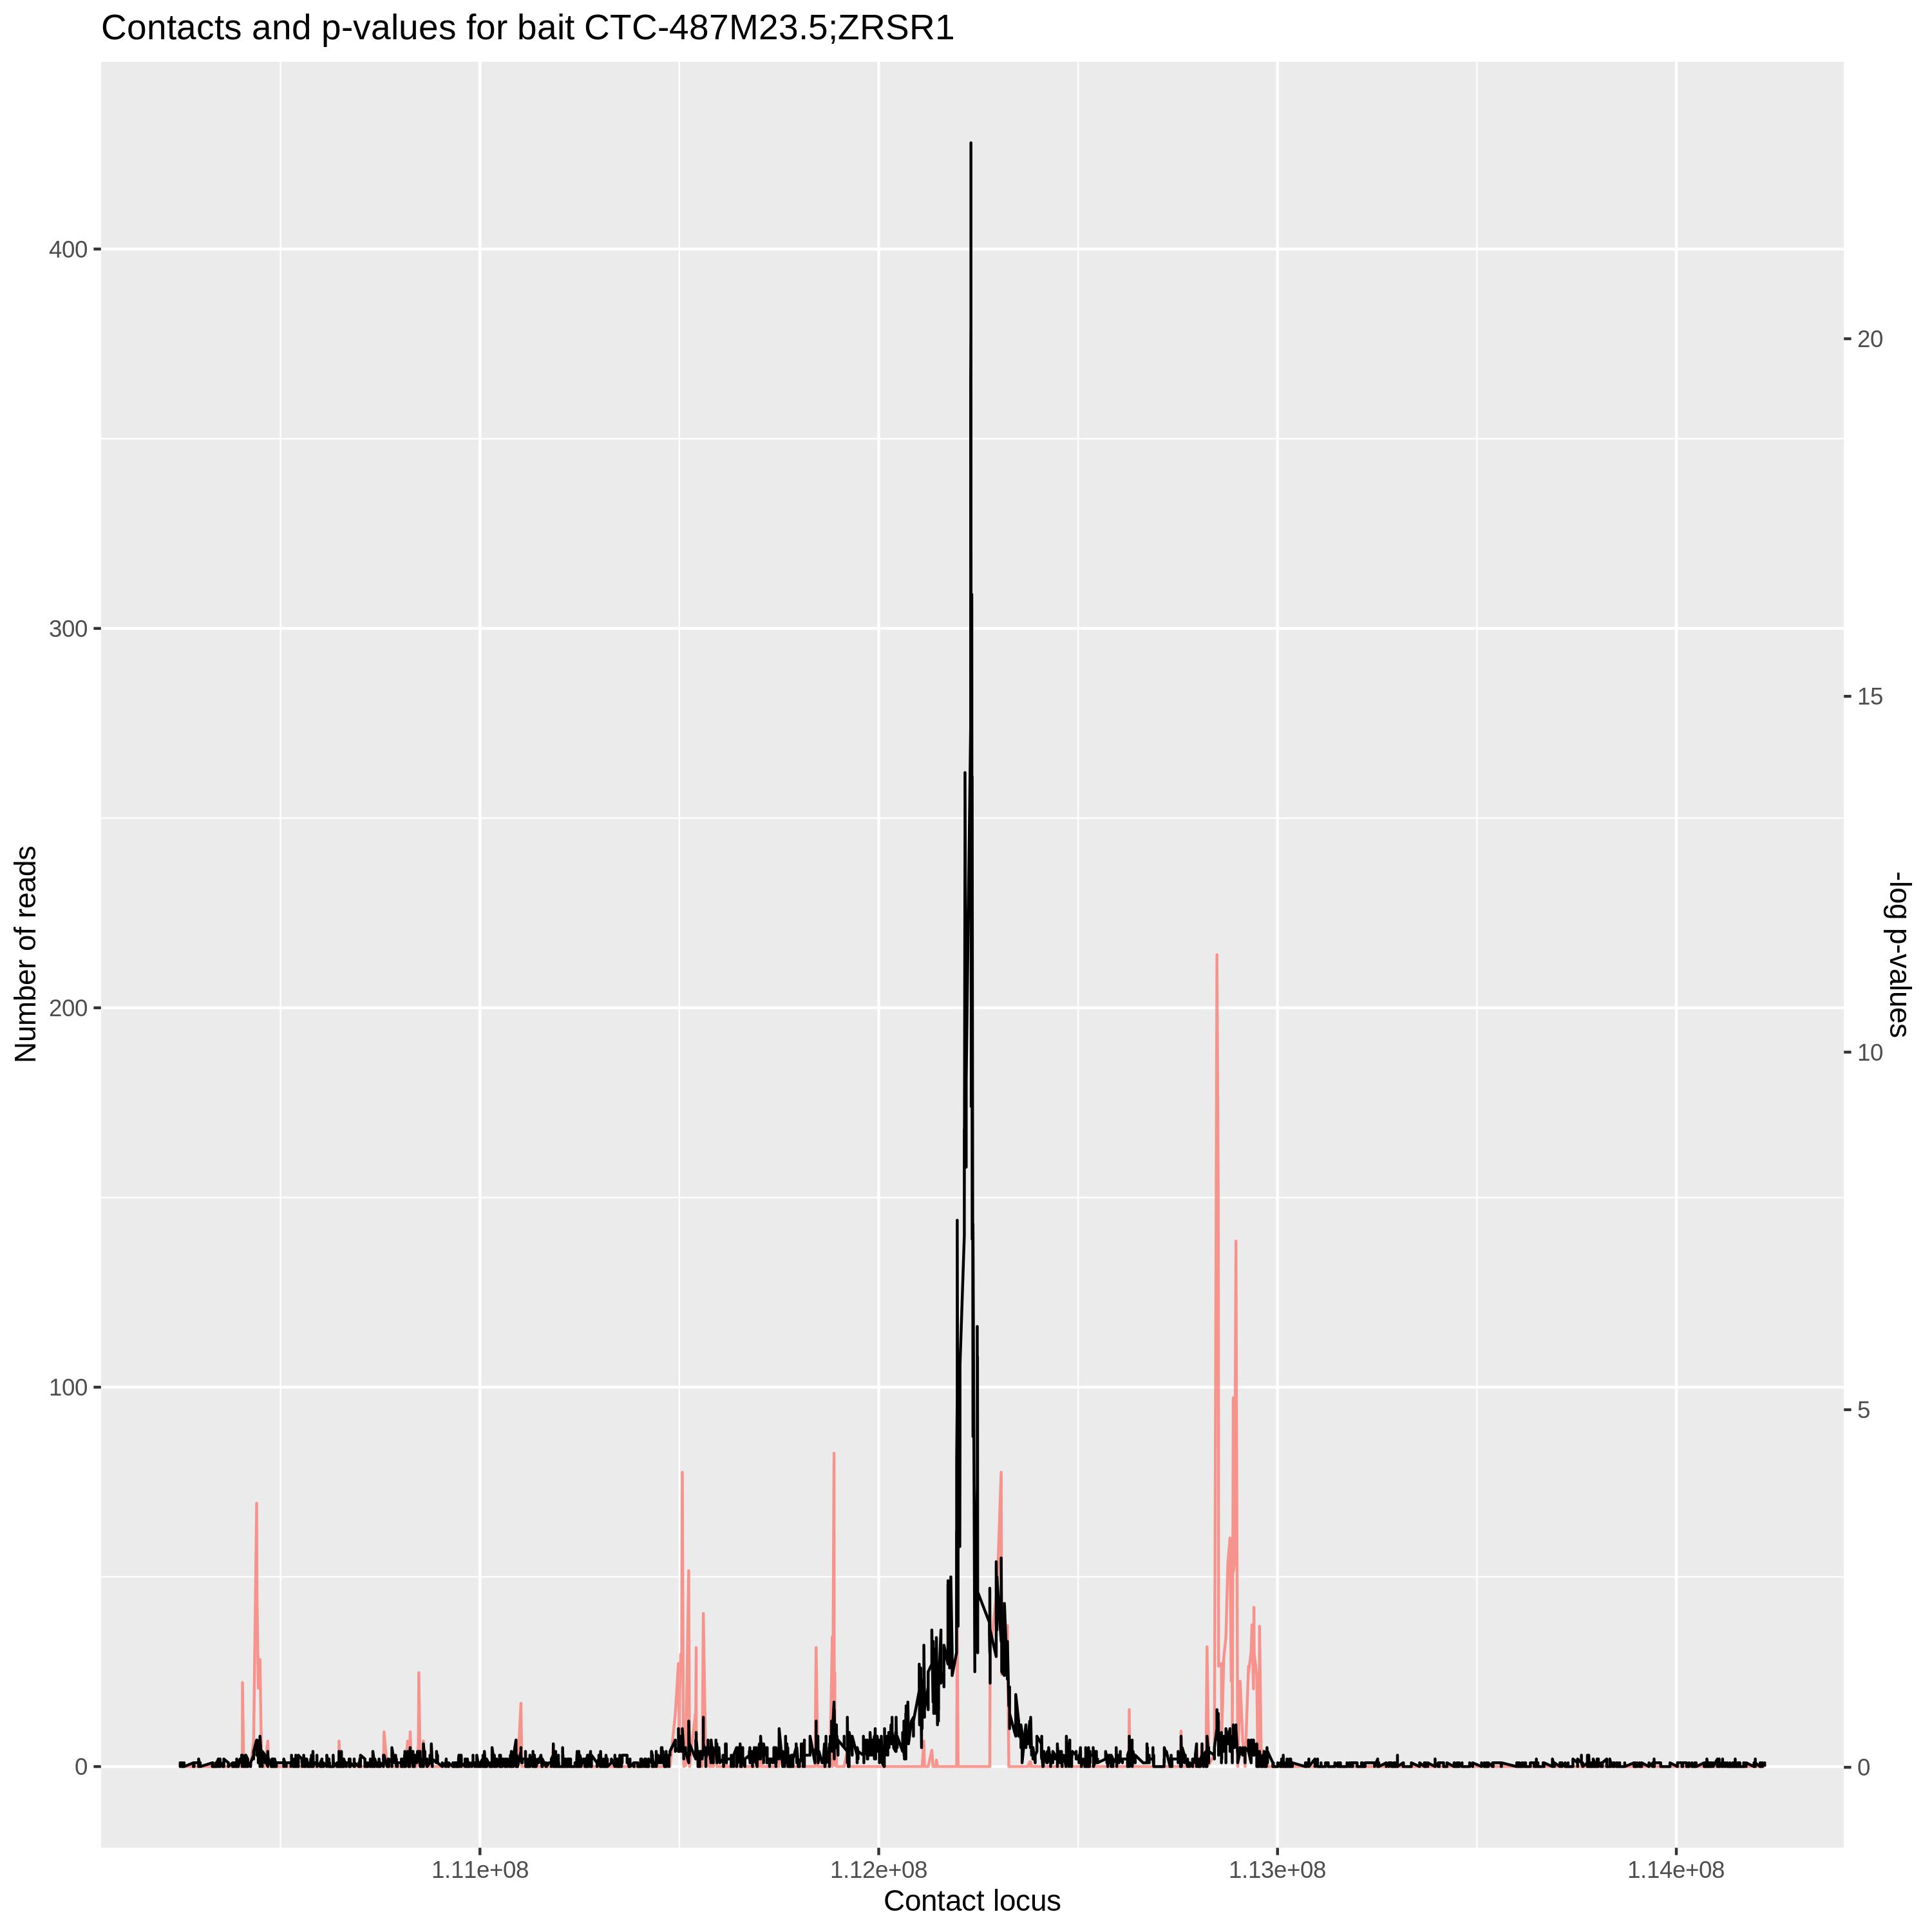 Contacts and p-values for bait CTC-487M23.5;ZRSR1
400
300
200
100
0
Number of reads
20
15
10
5
0
-log p-values
1.11e+08
1.12e+08
1.13e+08
1.14e+08
Contact locus